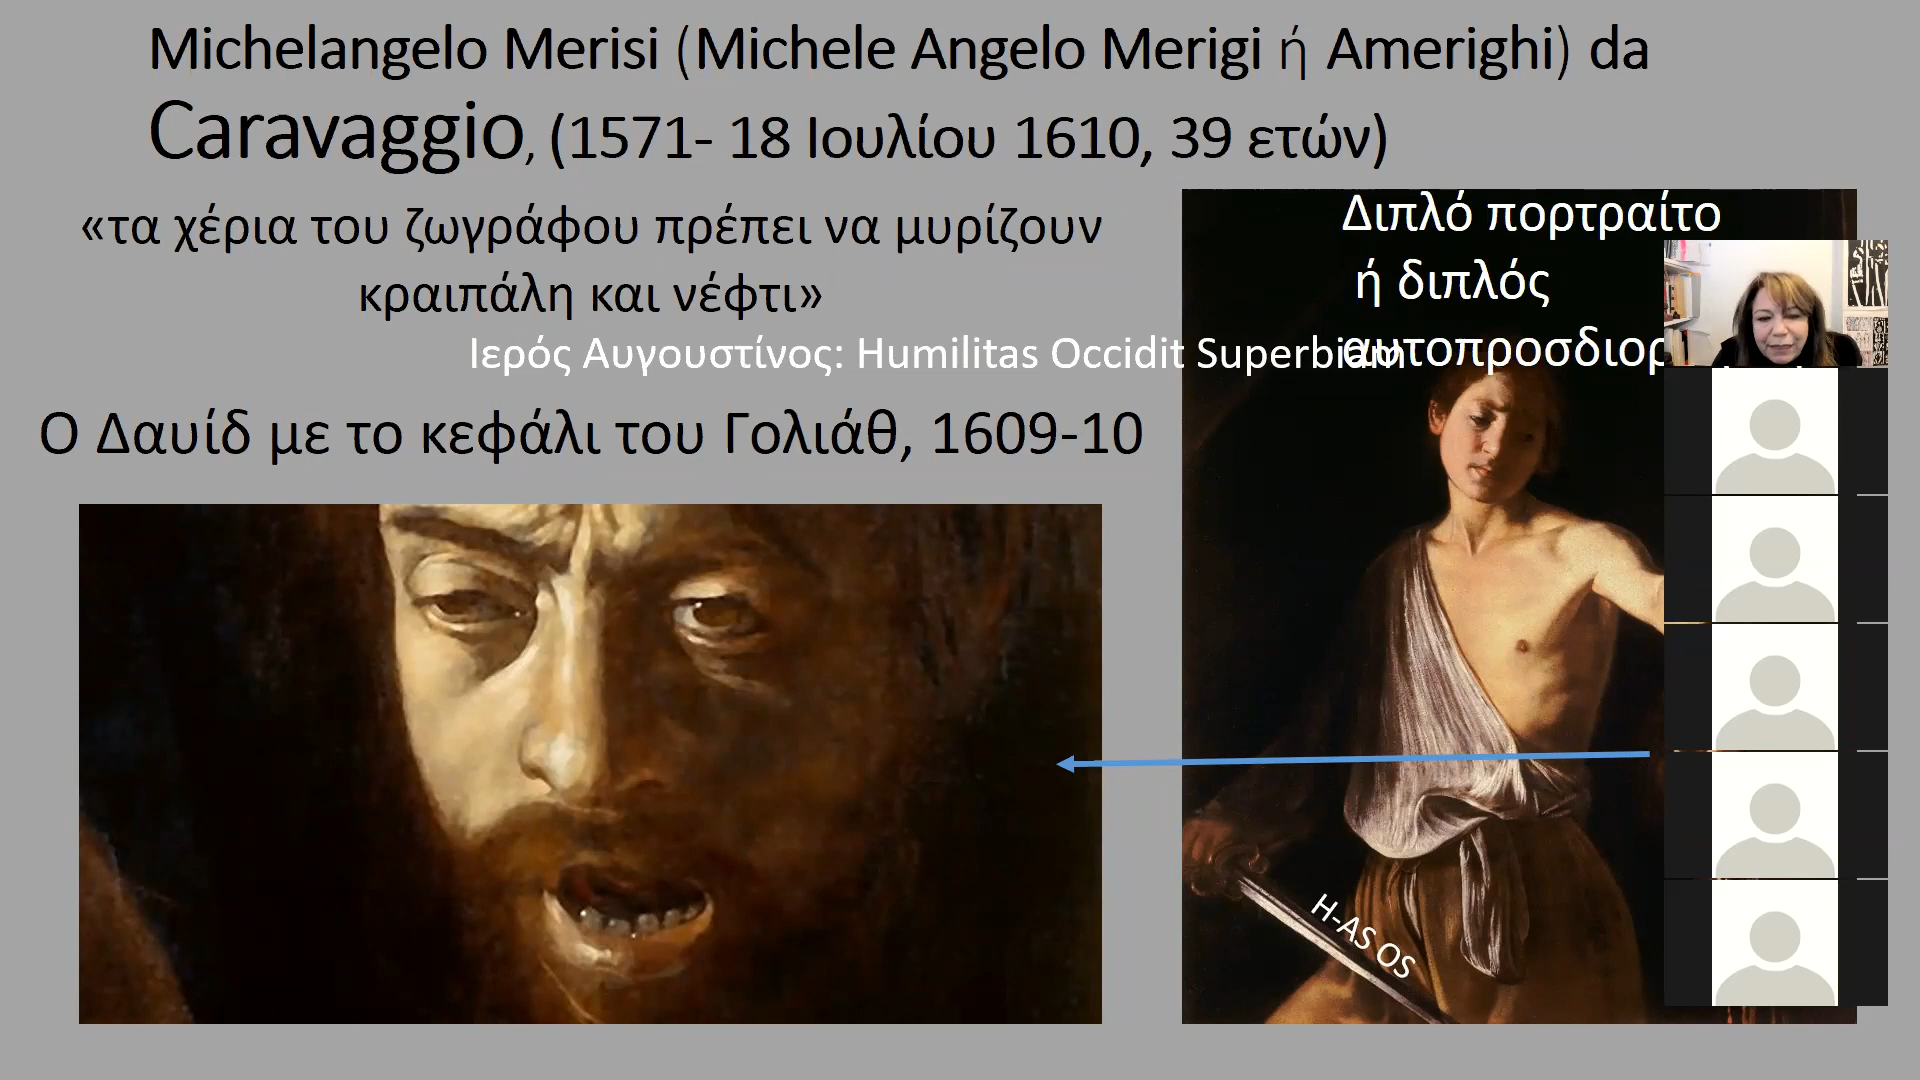 Michelangelo Merisi (Michele Angelo Merigi ή Amerighi) da
Caravaggio, (1571- 18 Ιουλίου 1610, 39 ετών)
«τα χέρια του ζωγράφου πρέπει να μυρίζουν
κραιπάλη και νέφτι»
Ιερός Αυγουστίνος: Humilitas Occidit Superbiam
Ο Δαυίδ με το κεφάλι του Γολιάθ, 1609-10
Διπλό πορτραίτο
ή διπλός
H-AS OS